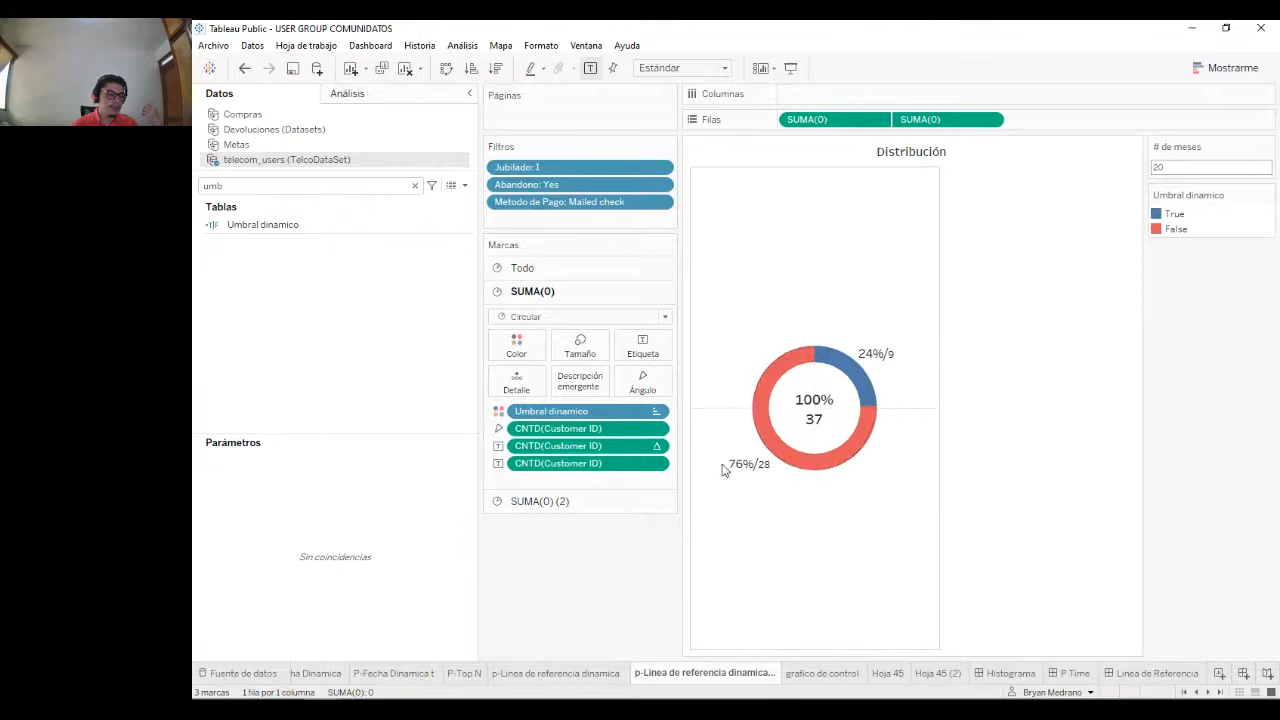 Tableau Public - USER GROUP COMUNIDATOS
Archivo Datos Hoja de trabajo Dashboard Historia Análisis Mapa Formato Ventana Ayuda
Estándar
Mostrarme
Datos
Análisis
Compras
Devoluciones (Datasets)
Metas
telecom_users (TelcoDataSet)
umb
Tablas
Umbral dinamico
Parámetros
Sin coincidencias
Páginas
Filtros
Jubilado: 1
Abandono: Yes
Metodo de Pago: Mailed check
Marcas
Todo
SUMA(0)
Circular
Color Tamaño Etiqueta
Detalle Descripción emergente Ángulo
Umbral dinamico
CNTD(Customer ID)
CNTD(Customer ID)
CNTD(Customer ID)
SUMA(0) (2)
Columnas
Filas SUMA(0) SUMA(0)
Distribución
24%/9
100%
37
76%/28
# de meses
20
Umbral dinamico
True
False
Fuente de datos ha Dinamica P-Fecha Dinamica t P-Top N p-Linea de referencia dinamica p-Linea de referencia dinamica... grafico de control Hoja 45 Hoja 45 (2) Histograma P Time Linea de Referencia
3 marcas 1 fila por 1 columna SUMA(0): 0 Bryan Medrano